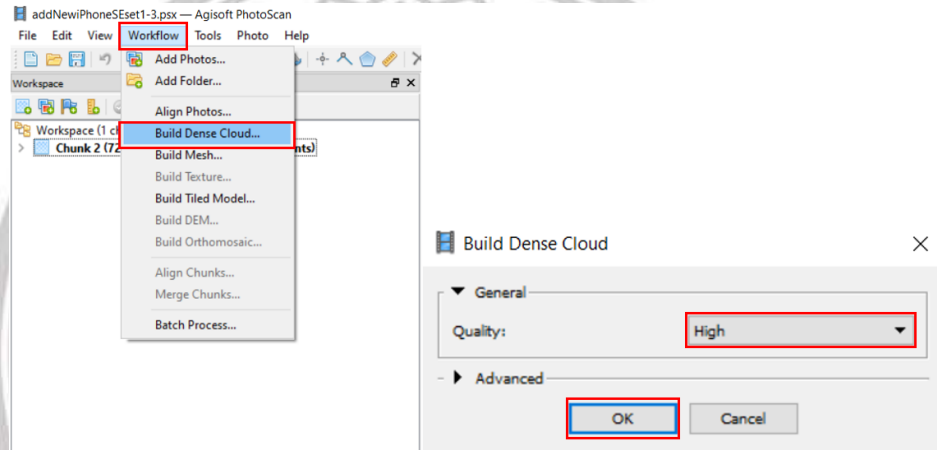 addNewiPhoneSEset1-3.psx — Agisoft PhotoScan
File Edit View Workflow Tools Photo Help
Workspace
Workspace (1 ch
Chunk 2 (72 nts)
Add Photos...
Add Folder...
Align Photos...
Build Dense Cloud...
Build Mesh...
Build Texture...
Build Tiled Model...
Build DEM...
Build Orthomosaic...
Align Chunks...
Merge Chunks...
Batch Process...
Build Dense Cloud
General
Quality: High
Advanced
OK Cancel